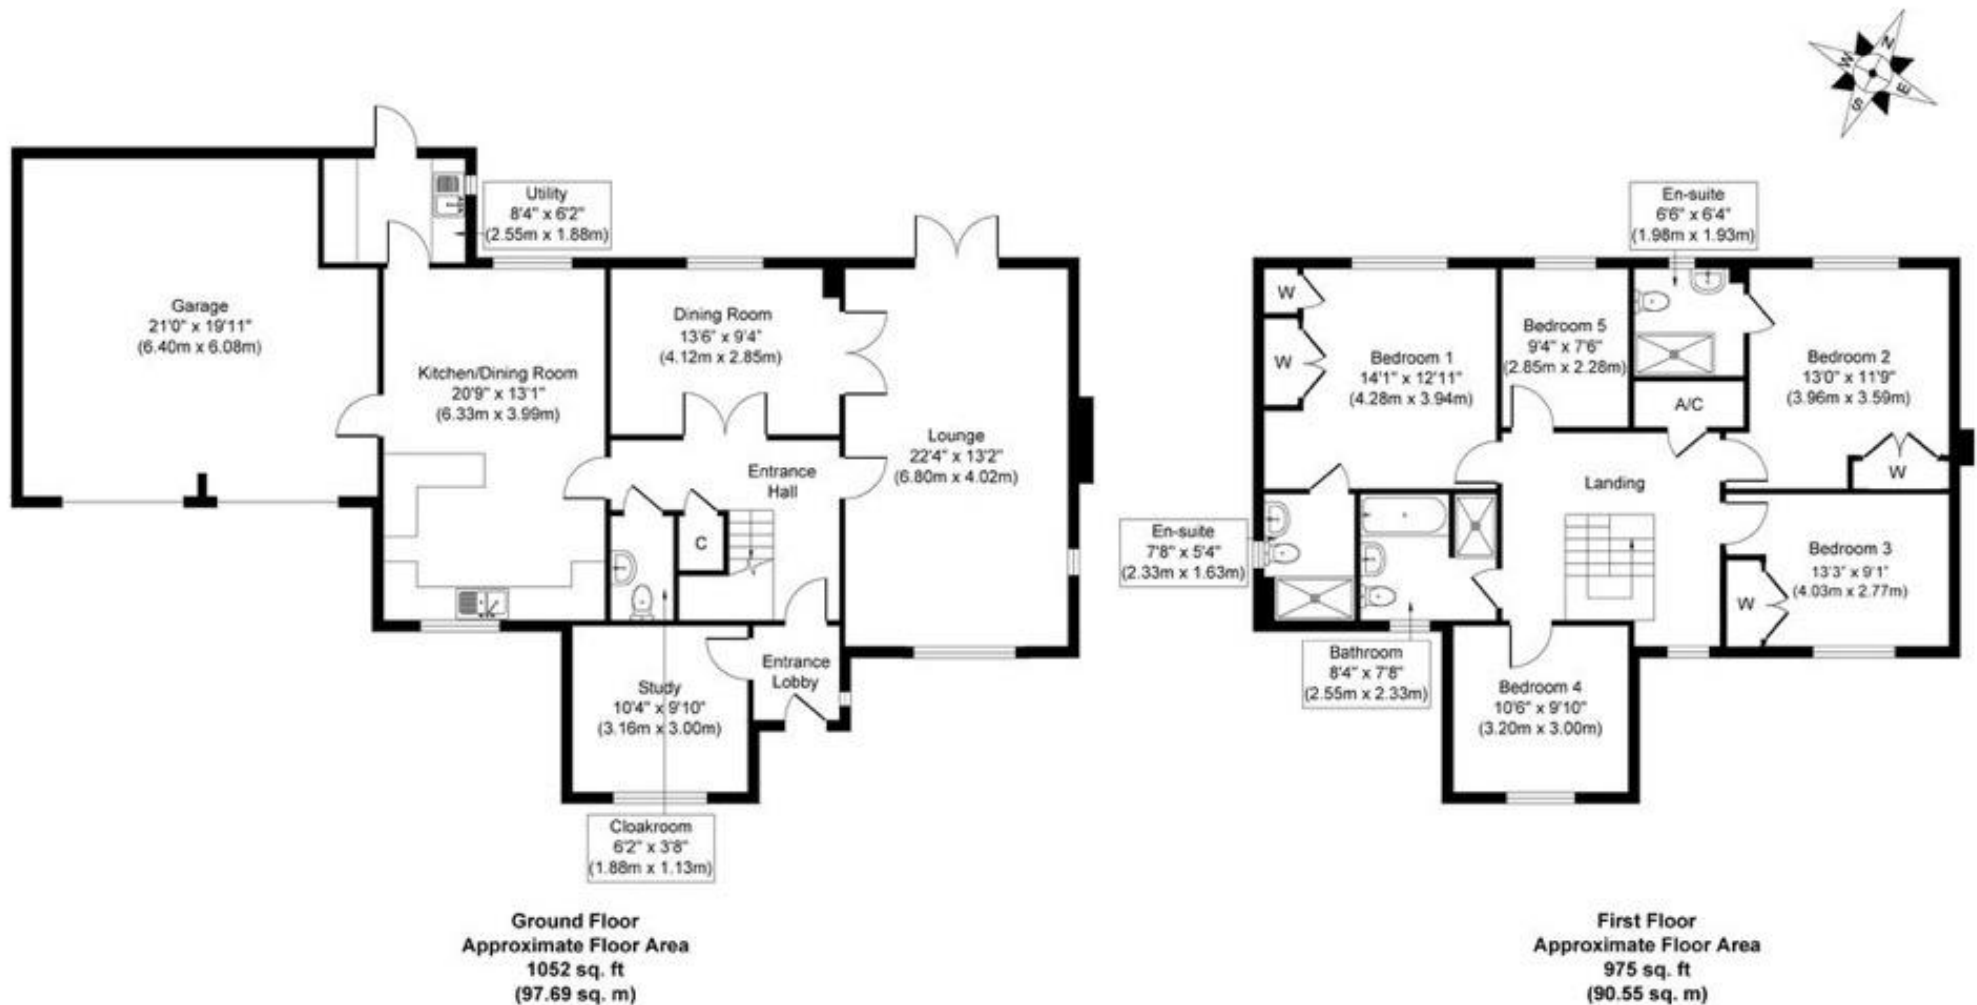 N
W
E
S
Utility
8'4" x 6'2"
(2.55m x 1.88m)
Garage
21'0" x 19'11"
(6.40m x 6.08m)
Kitchen/Dining Room
20'9" x 13'1"
(6.33m x 3.99m)
Dining Room
13'6" x 9'4"
(4.12m x 2.85m)
Lounge
22'4" x 13'2"
(6.80m x 4.02m)
Entrance
Hall
C
Entrance
Lobby
Study
10'4" x 9'10"
(3.16m x 3.00m)
Cloakroom
6'2" x 3'8"
(1.88m x 1.13m)
Ground Floor
Approximate Floor Area
1052 sq. ft
(97.69 sq. m)
En-suite
6'6" x 6'4"
(1.98m x 1.93m)
W
W
Bedroom 1
14'1" x 12'11"
(4.28m x 3.94m)
Bedroom 5
9'4" x 7'6"
(2.85m x 2.28m)
Bedroom 2
13'0" x 11'9"
(3.96m x 3.59m)
A/C
W
Landing
En-suite
7'8" x 5'4"
(2.33m x 1.63m)
Bedroom 3
13'3" x 9'1"
(4.03m x 2.77m)
W
Bathroom
8'4" x 7'8"
(2.55m x 2.33m)
Bedroom 4
10'6" x 9'10"
(3.20m x 3.00m)
First Floor
Approximate Floor Area
975 sq. ft
(90.55 sq. m)